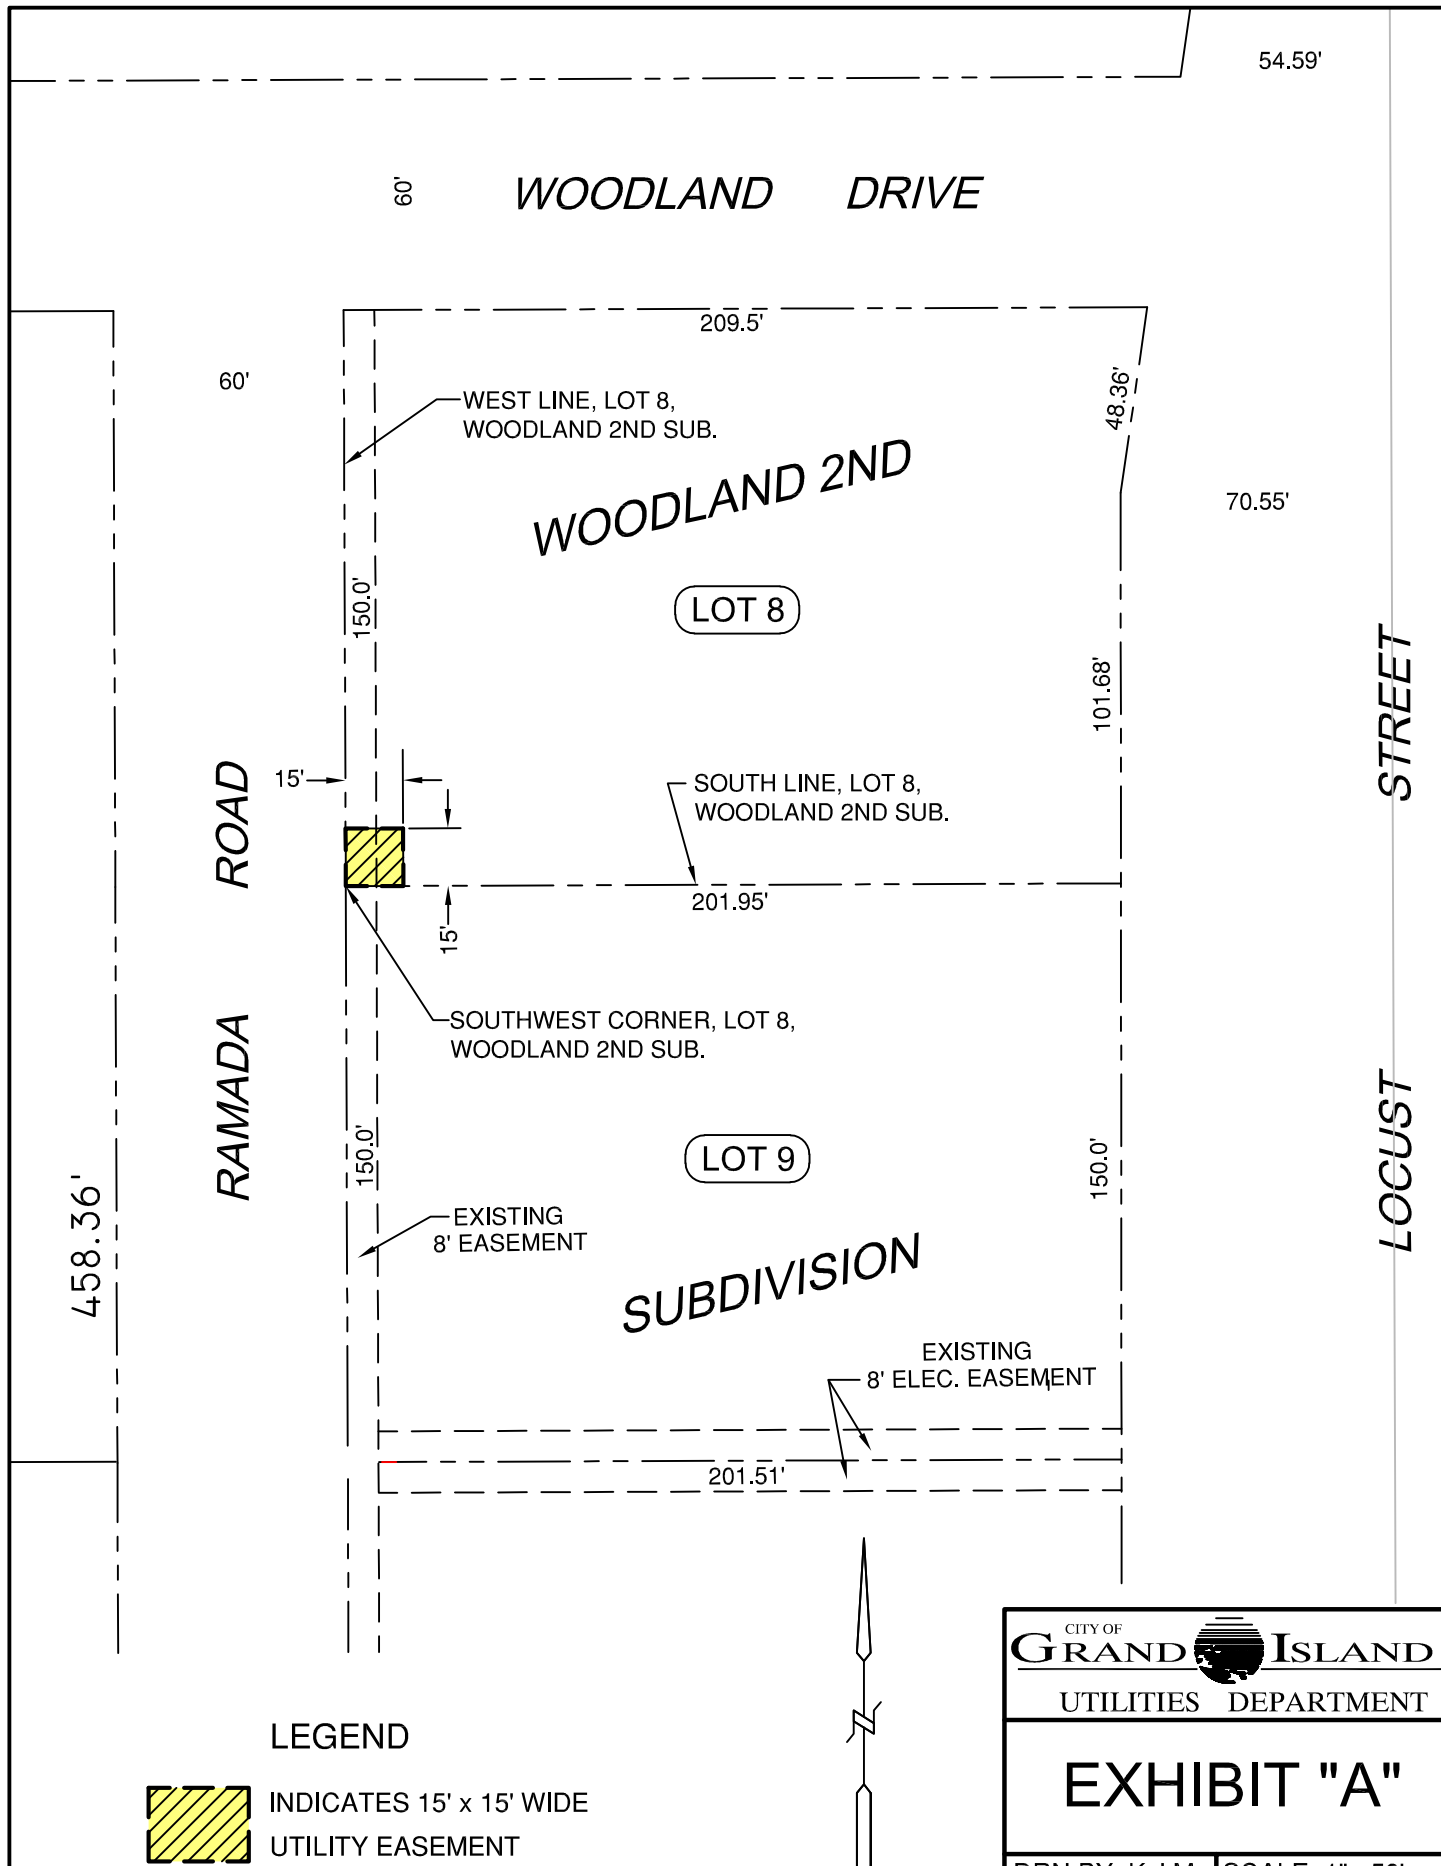 54.59'
60'
WOODLAND DRIVE
209.5'
60'
48.36'
WEST LINE, LOT 8,
WOODLAND 2ND SUB.
WOODLAND 2ND
70.55'
150.0'
LOT 8
101.68'
STREET
ROAD
15'
SOUTH LINE, LOT 8,
WOODLAND 2ND SUB.
201.95'
15'
SOUTHWEST CORNER, LOT 8,
WOODLAND 2ND SUB.
RAMADA
LOCUST
150.0'
LOT 9
150.0'
458.36'
EXISTING
8' EASEMENT
SUBDIVISION
EXISTING
8' ELEC. EASEMENT
201.51'
CITY OF
GRAND ISLAND
UTILITIES DEPARTMENT
LEGEND
EXHIBIT "A"
INDICATES 15' x 15' WIDE
UTILITY EASEMENT